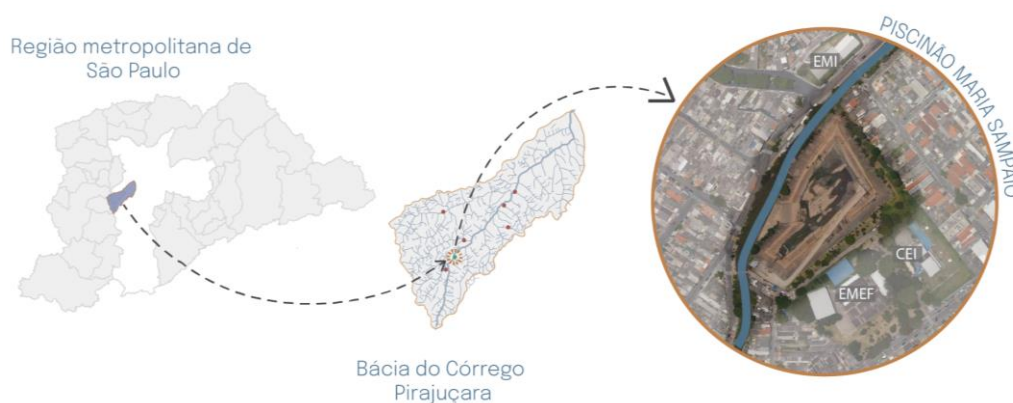 Região metropolitana de
São Paulo
Bácia do Córrego
Pirajuçara
PISCINÃO MARIA SAMPAIO
EMI
CEI
EMEF